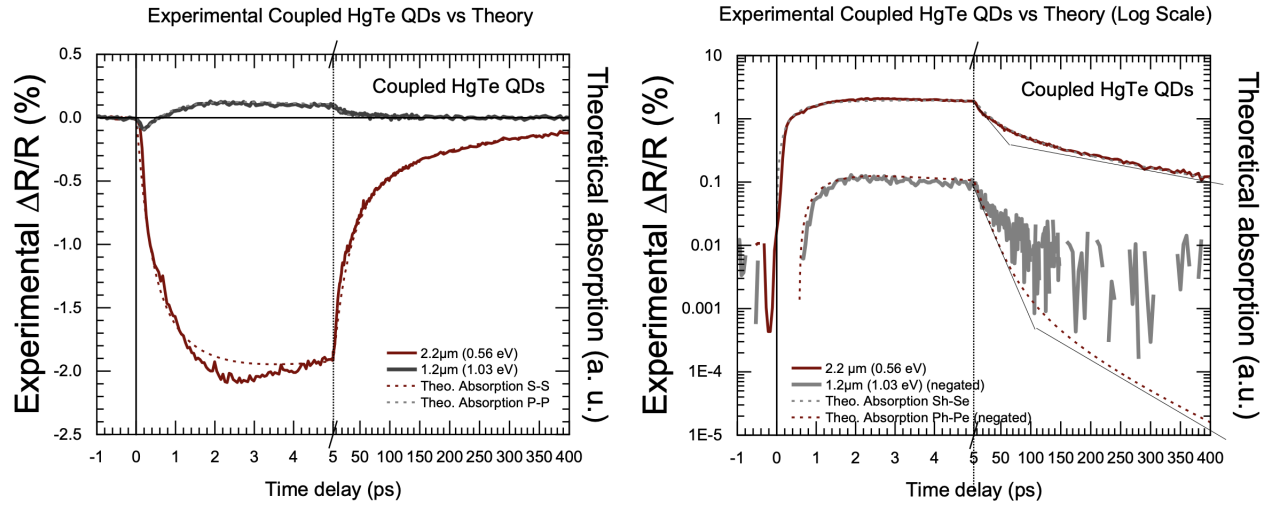 Experimental Coupled HgTe QDs vs Theory
Experimental ΔR/R (%)
0.5
0.0
-0.5
-1.0
-1.5
-2.0
-2.5
Coupled HgTe QDs
2.2μm (0.56 eV)
1.2μm (1.03 eV)
Theo. Absorption S-S
Theo. Absorption P-P
-1 0 1 2 3 4 5 50 100 150 200 250 300 350 400
Time delay (ps)
Theoretical absorption (a. u.)
Experimental Coupled HgTe QDs vs Theory (Log Scale)
Experimental ΔR/R (%)
10
1
0.1
0.01
0.001
1E-4
1E-5
Coupled HgTe QDs
2.2 μm (0.56 eV)
1.2μm (1.03 eV) (negated)
Theo. Absorption Sh-Se
Theo. Absorption Ph-Pe (negated)
-1 0 1 2 3 4 5 50 100 150 200 250 300 350 400
Time delay (ps)
Theoretical absorption (a.u.)